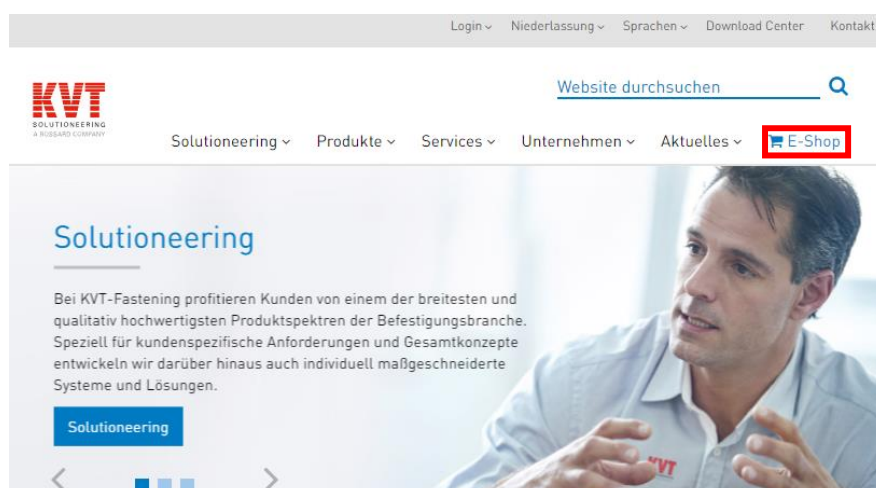 Login Niederlassung Sprachen Download Center Kontakt
Website durchsuchen
KVT
SOLUTIONEERING
A BOSSARD COMPANY
Solutioneering Produkte Services Unternehmen Aktuelles E-Shop
Solutioneering
Bei KVT-Fastening profitieren Kunden von einem der breitesten und
qualitativ hochwertigsten Produktspektren der Befestigungsbranche.
Speziell für kundenspezifische Anforderungen und Gesamtkonzepte
entwickeln wir darüber hinaus auch individuell maßgeschneiderte
Systeme und Lösungen.
Solutioneering
KVT